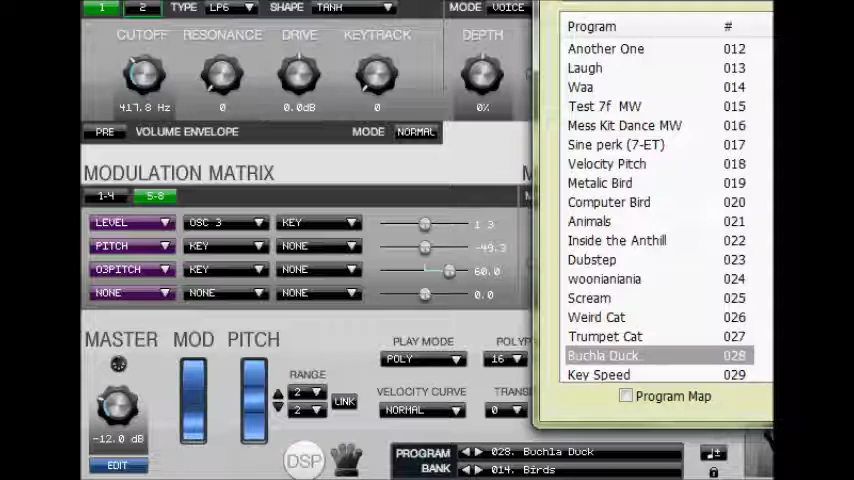 1 2 TYPE LP6 SHAPE TANH MODE VOICE
CUTOFF RESONANCE DRIVE KEYTRACK DEPTH
417.8 Hz 0 0.0dB 0 0%
PRE VOLUME ENVELOPE MODE NORMAL
MODULATION MATRIX
1-4 5-8
LEVEL OSC 3 KEY 1 3
PITCH KEY NONE -49.3
O3PITCH KEY NONE 60.0
NONE NONE NONE 0.0
MASTER MOD PITCH
PLAY MODE
POLY 16
RANGE
2
2
LINK
VELOCITY CURVE
NORMAL 0
-12.0 dB
EDIT
DSP
PROGRAM 028. Buchla Duck
BANK 014. Birds
Program #
Another One 012
Laugh 013
Waa 014
Test 7f MW 015
Mess Kit Dance MW 016
Sine perk (7-ET) 017
Velocity Pitch 018
Metalic Bird 019
Computer Bird 020
Animals 021
Inside the Anthill 022
Dubstep 023
woonianiania 024
Scream 025
Weird Cat 026
Trumpet Cat 027
Buchla Duck 028
Key Speed 029
Program Map